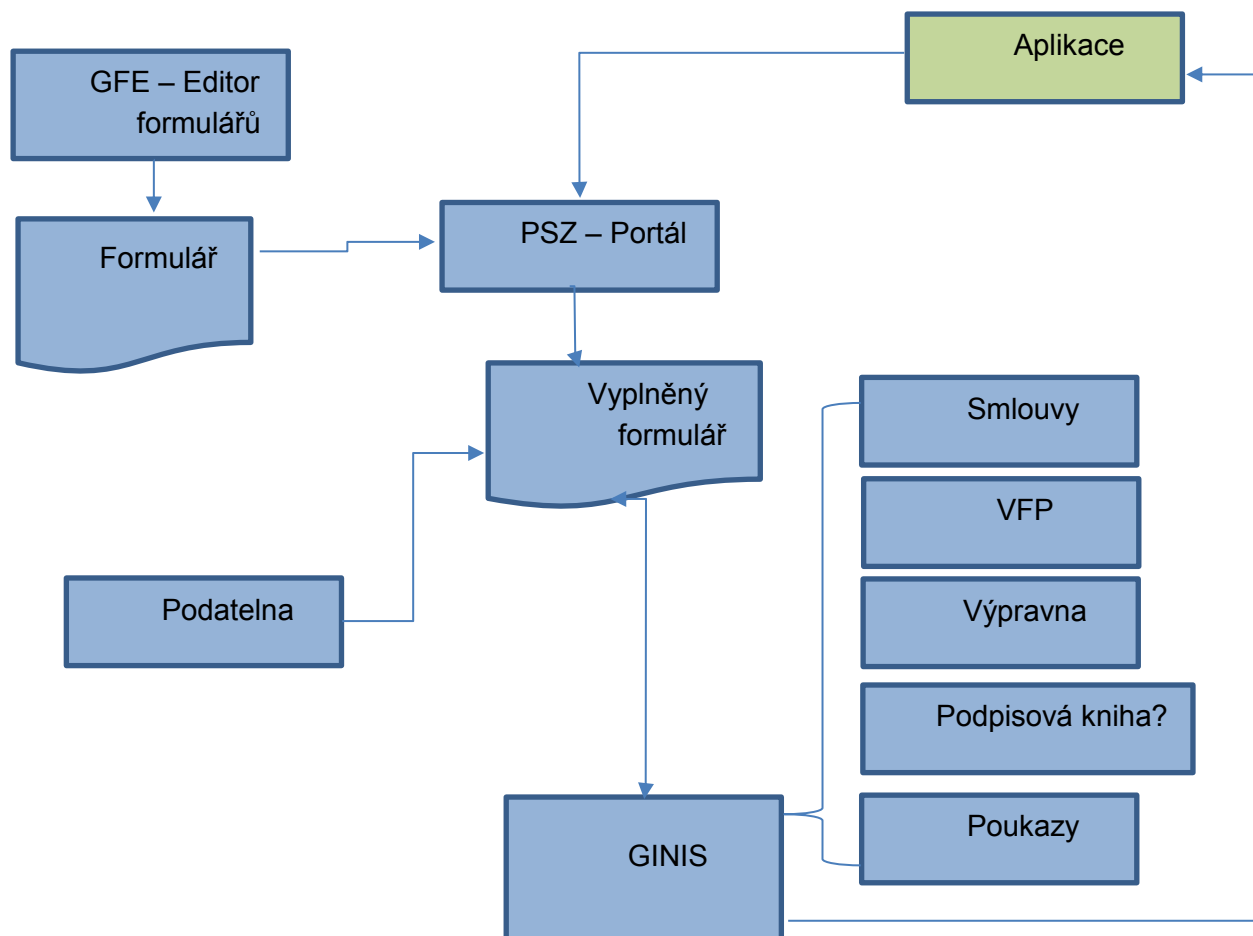 Aplikace
GFE – Editor
formulářů
Formulář
PSZ – Portál
Vyplněný
formulář
Smlouvy
VFP
Podatelna
Výpravna
Podpisová kniha?
Poukazy
GINIS